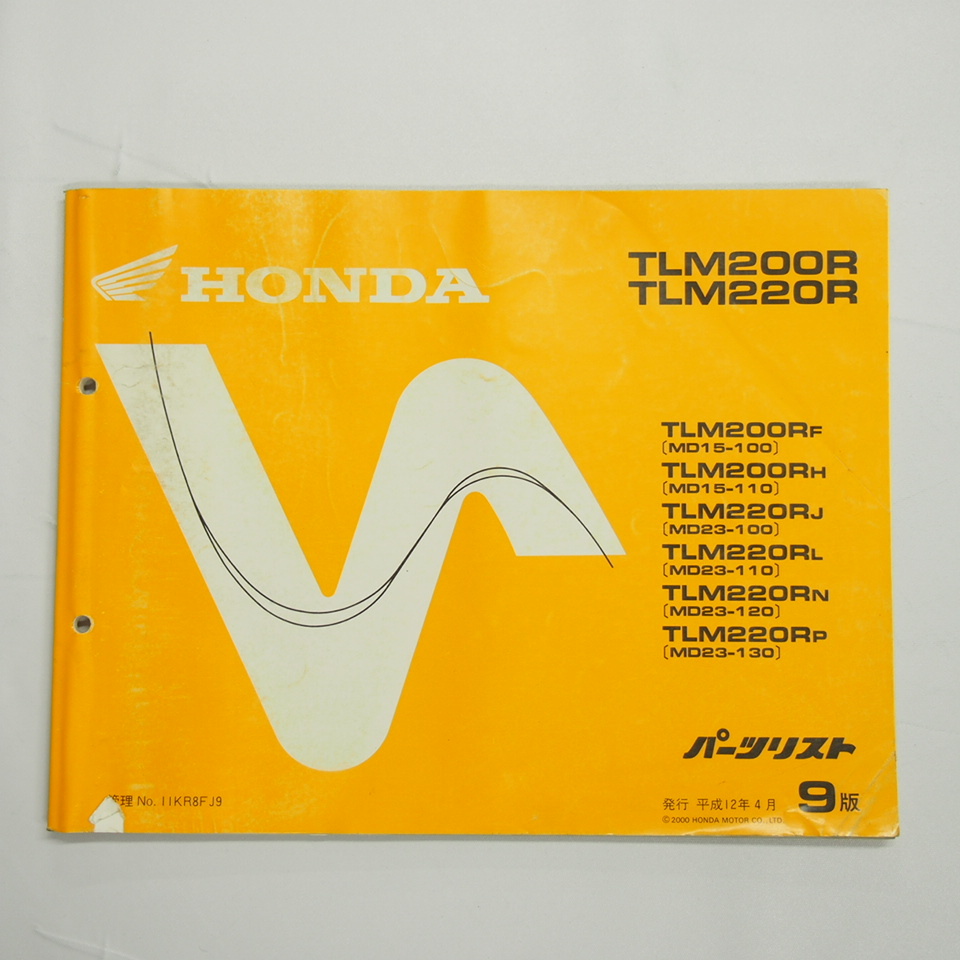 HONDA
TLM200R
TLM220R
TLM200RF
〔MD15-100〕
TLM200RH
〔MD15-110〕
TLM220RJ
〔MD23-100〕
TLM220RL
〔MD23-110〕
TLM220RN
〔MD23-120〕
TLM220RP
〔MD23-130〕
パーツリスト
管理 No. 11KR8FJ9
発行 平成12年4月 9版
© 2000 HONDA MOTOR CO., LTD.